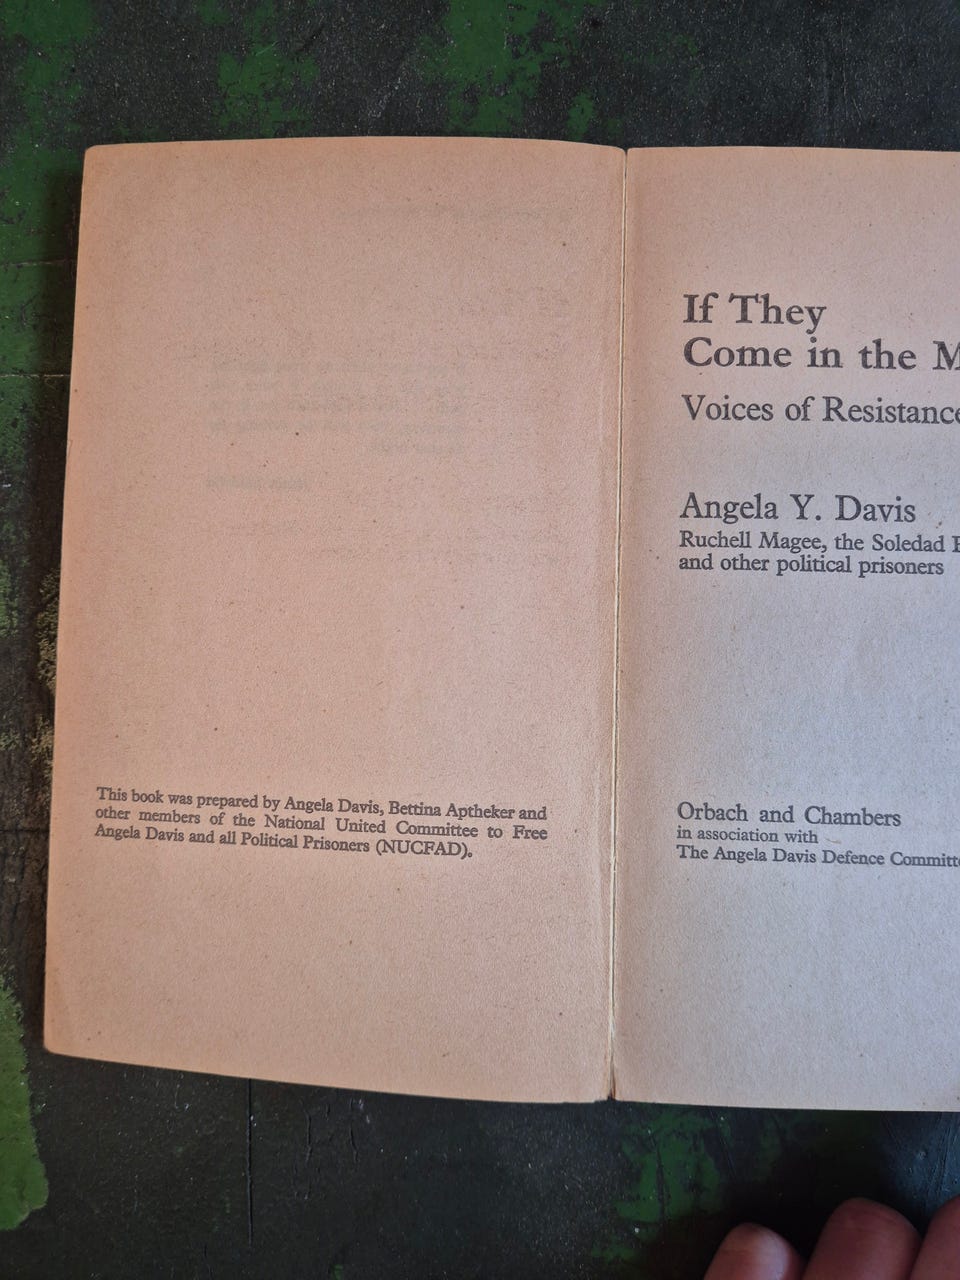 This book was prepared by Angela Davis, Bettina Aptheker and
other members of the National United Committee to Free
Angela Davis and all Political Prisoners (NUCFAD).
If They
Come in the
Voices of Resistance
Angela Y. Davis
Ruchell Magee, the Soledad
and other political prisoners
Orbach and Chambers
in association with
The Angela Davis Defence